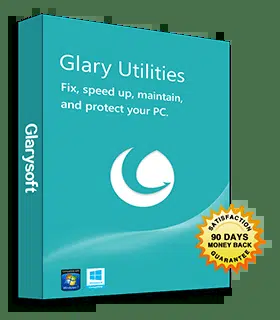 Glary Utilities
Fix, speed up, maintain,
and protect your PC.
Glarysoft
SATISFACTION
90 DAYS
MONEY BACK
GUARANTEE